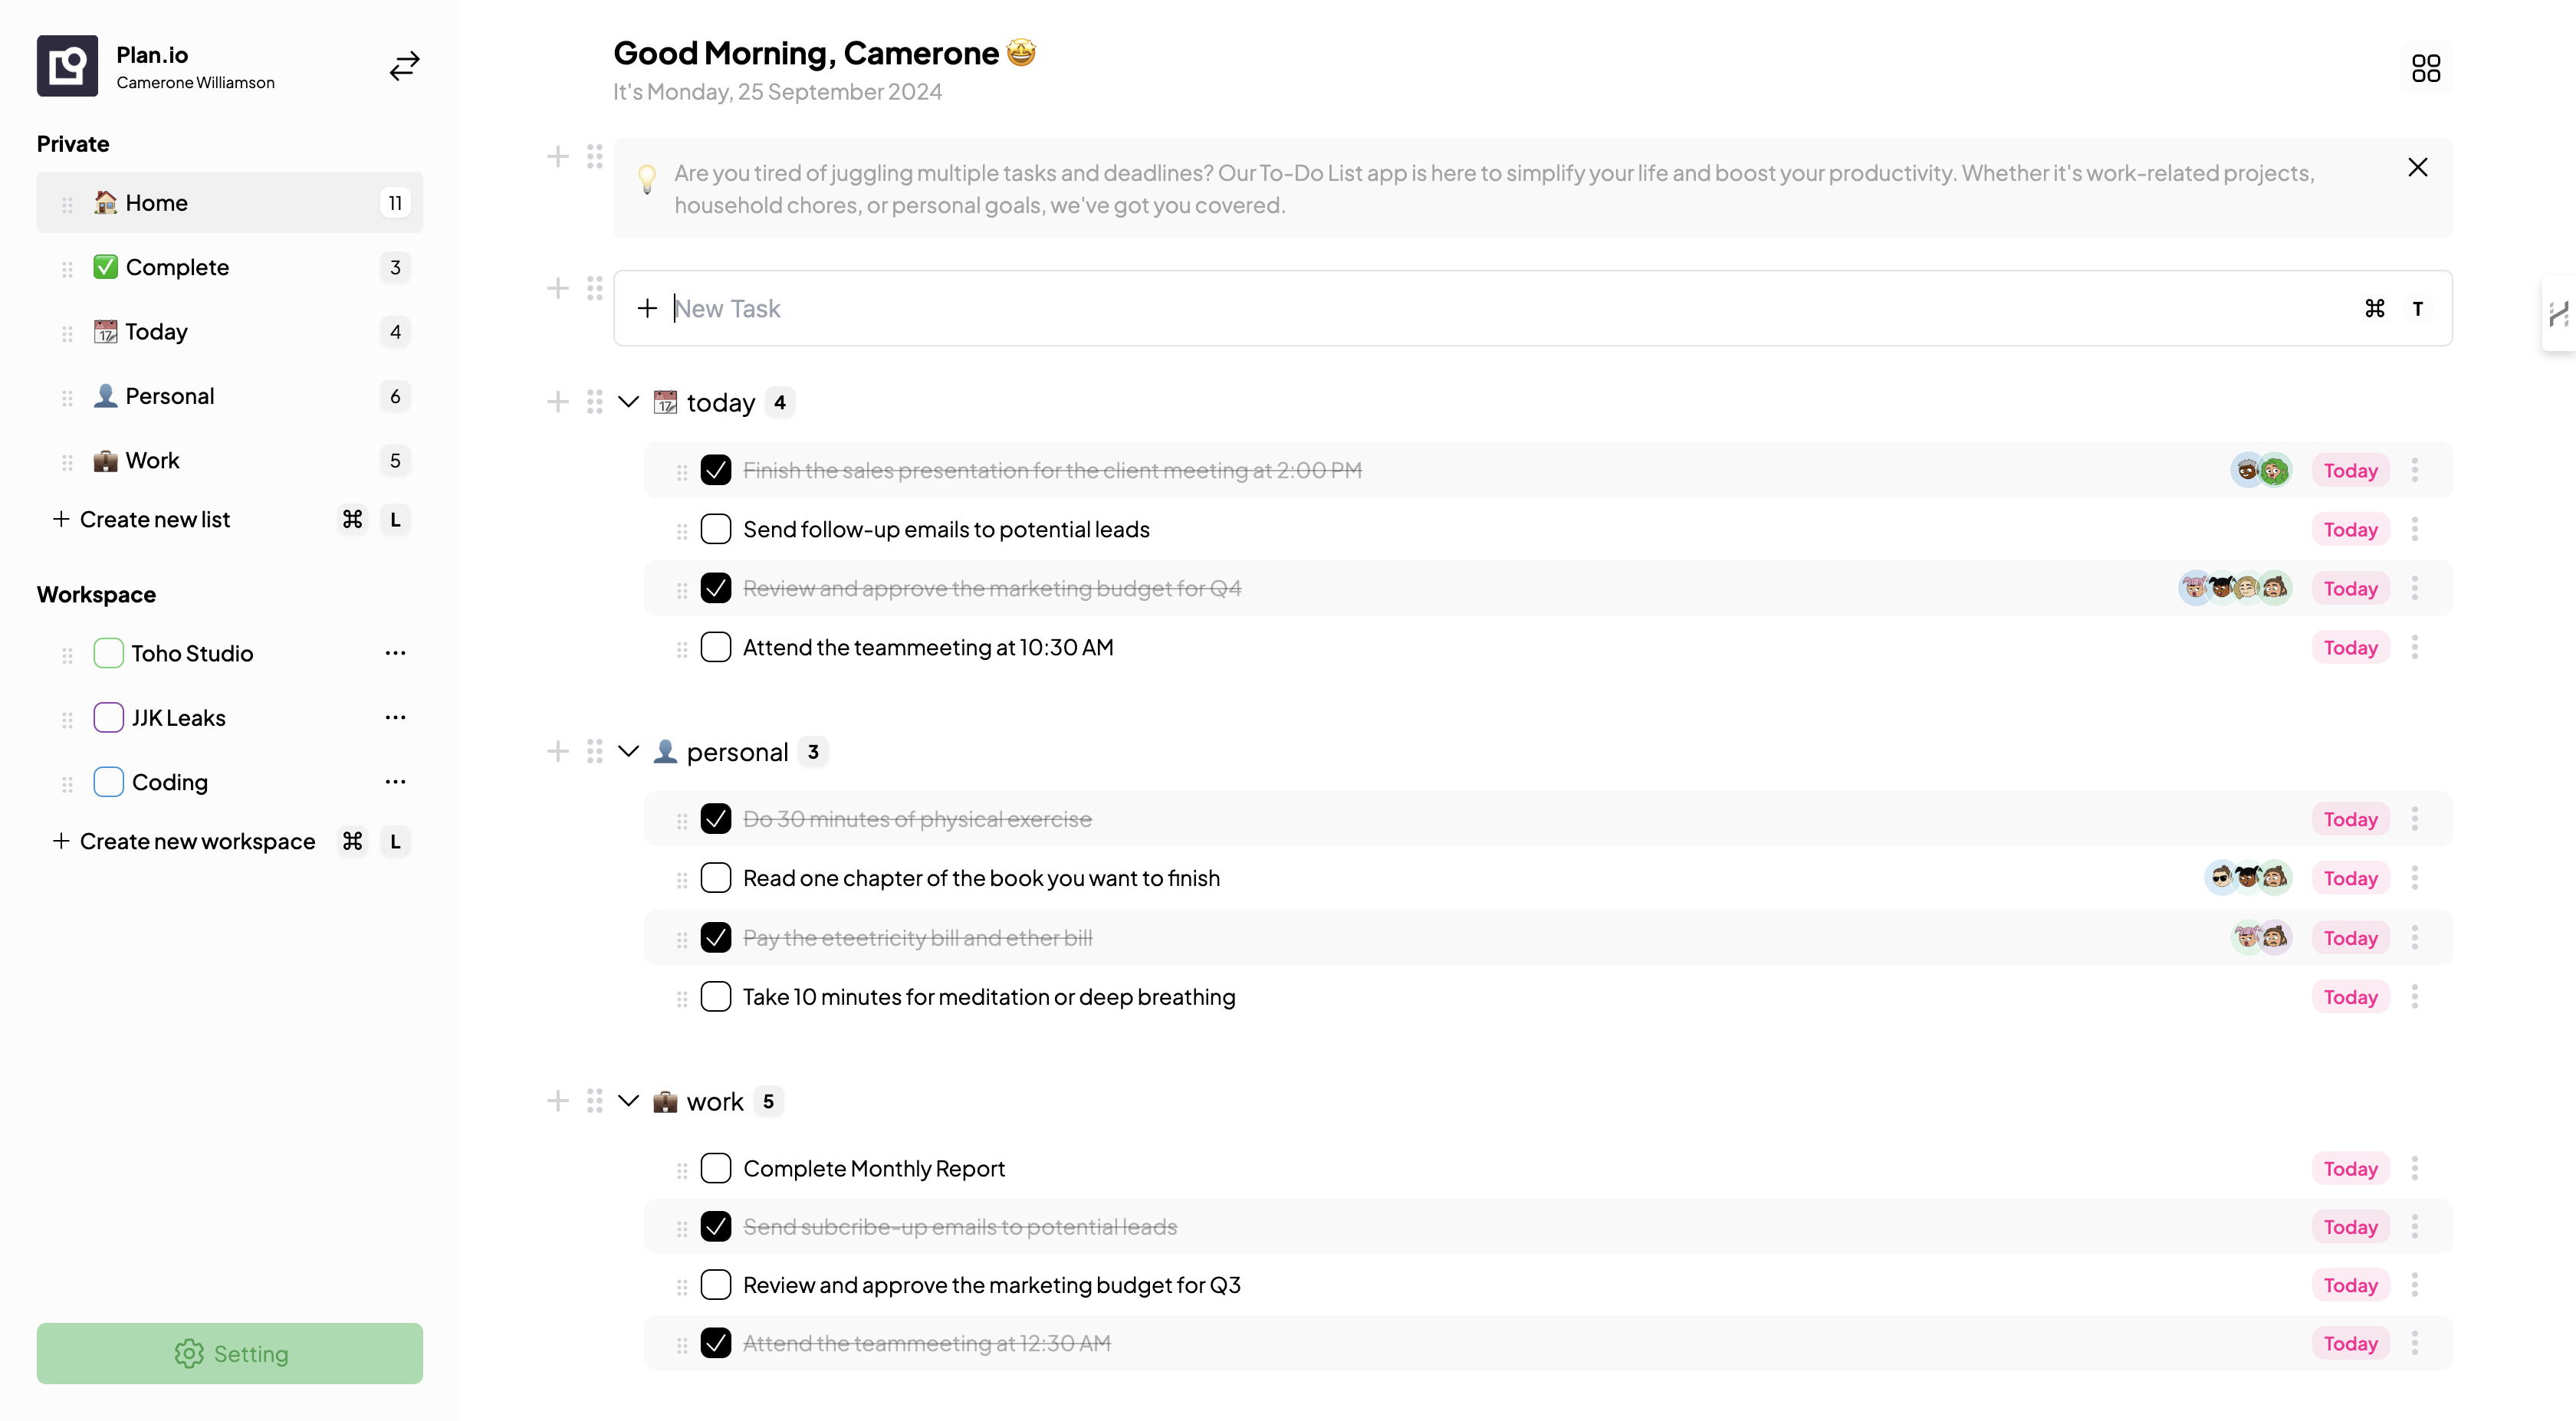 Plan.io
Camerone Williamson
Private
Home 11
Complete 3
Today 4
Personal 6
Work 5
Create new list ⌘ L
Workspace
Toho Studio
JJK Leaks
Coding
Create new workspace ⌘ L
Setting
Good Morning, Camerone
It's Monday, 25 September 2024
Are you tired of juggling multiple tasks and deadlines? Our To-Do List app is here to simplify your life and boost your productivity. Whether it's work-related projects,
household chores, or personal goals, we've got you covered.
New Task ⌘ T
today 4
Finish the sales presentation for the client meeting at 2:00 PM Today
Send follow-up emails to potential leads Today
Review and approve the marketing budget for Q4 Today
Attend the teammeeting at 10:30 AM Today
personal 3
Do 30 minutes of physical exercise Today
Read one chapter of the book you want to finish Today
Pay the eteetricity bill and ether bill Today
Take 10 minutes for meditation or deep breathing Today
work 5
Complete Monthly Report Today
Send subcribe-up emails to potential leads Today
Review and approve the marketing budget for Q3 Today
Attend the teammeeting at 12:30 AM Today